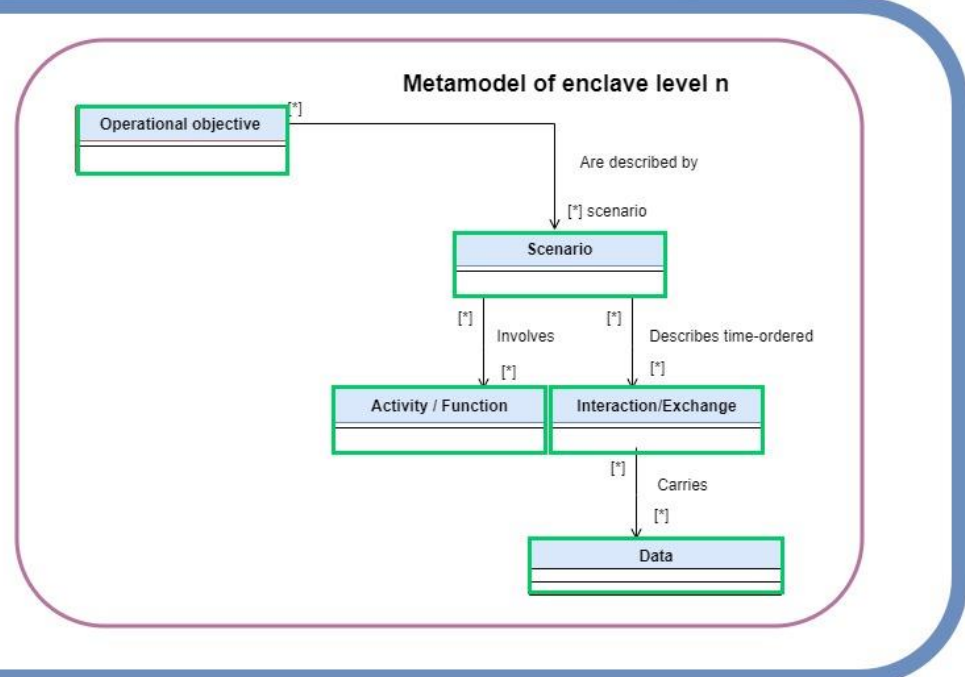 Metamodel of enclave level n
Operational objective
[*]
Are described by
[*] scenario
Scenario
[*]
[*]
Involves
Describes time-ordered
[*]
[*]
Activity / Function
Interaction/Exchange
[*]
Carries
[*]
Data